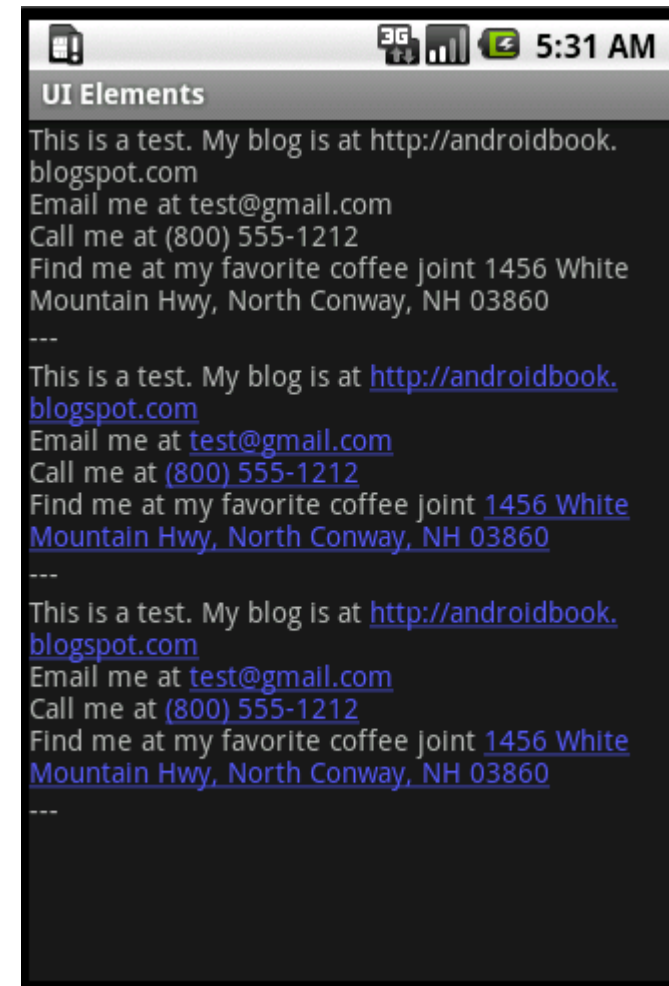 3G 5:31 AM
UI Elements
This is a test. My blog is at http://androidbook.
blogspot.com
Email me at test@gmail.com
Call me at (800) 555-1212
Find me at my favorite coffee joint 1456 White
Mountain Hwy, North Conway, NH 03860
---
This is a test. My blog is at http://androidbook.
blogspot.com
Email me at test@gmail.com
Call me at (800) 555-1212
Find me at my favorite coffee joint 1456 White
Mountain Hwy, North Conway, NH 03860
---
This is a test. My blog is at http://androidbook.
blogspot.com
Email me at test@gmail.com
Call me at (800) 555-1212
Find me at my favorite coffee joint 1456 White
Mountain Hwy, North Conway, NH 03860
---